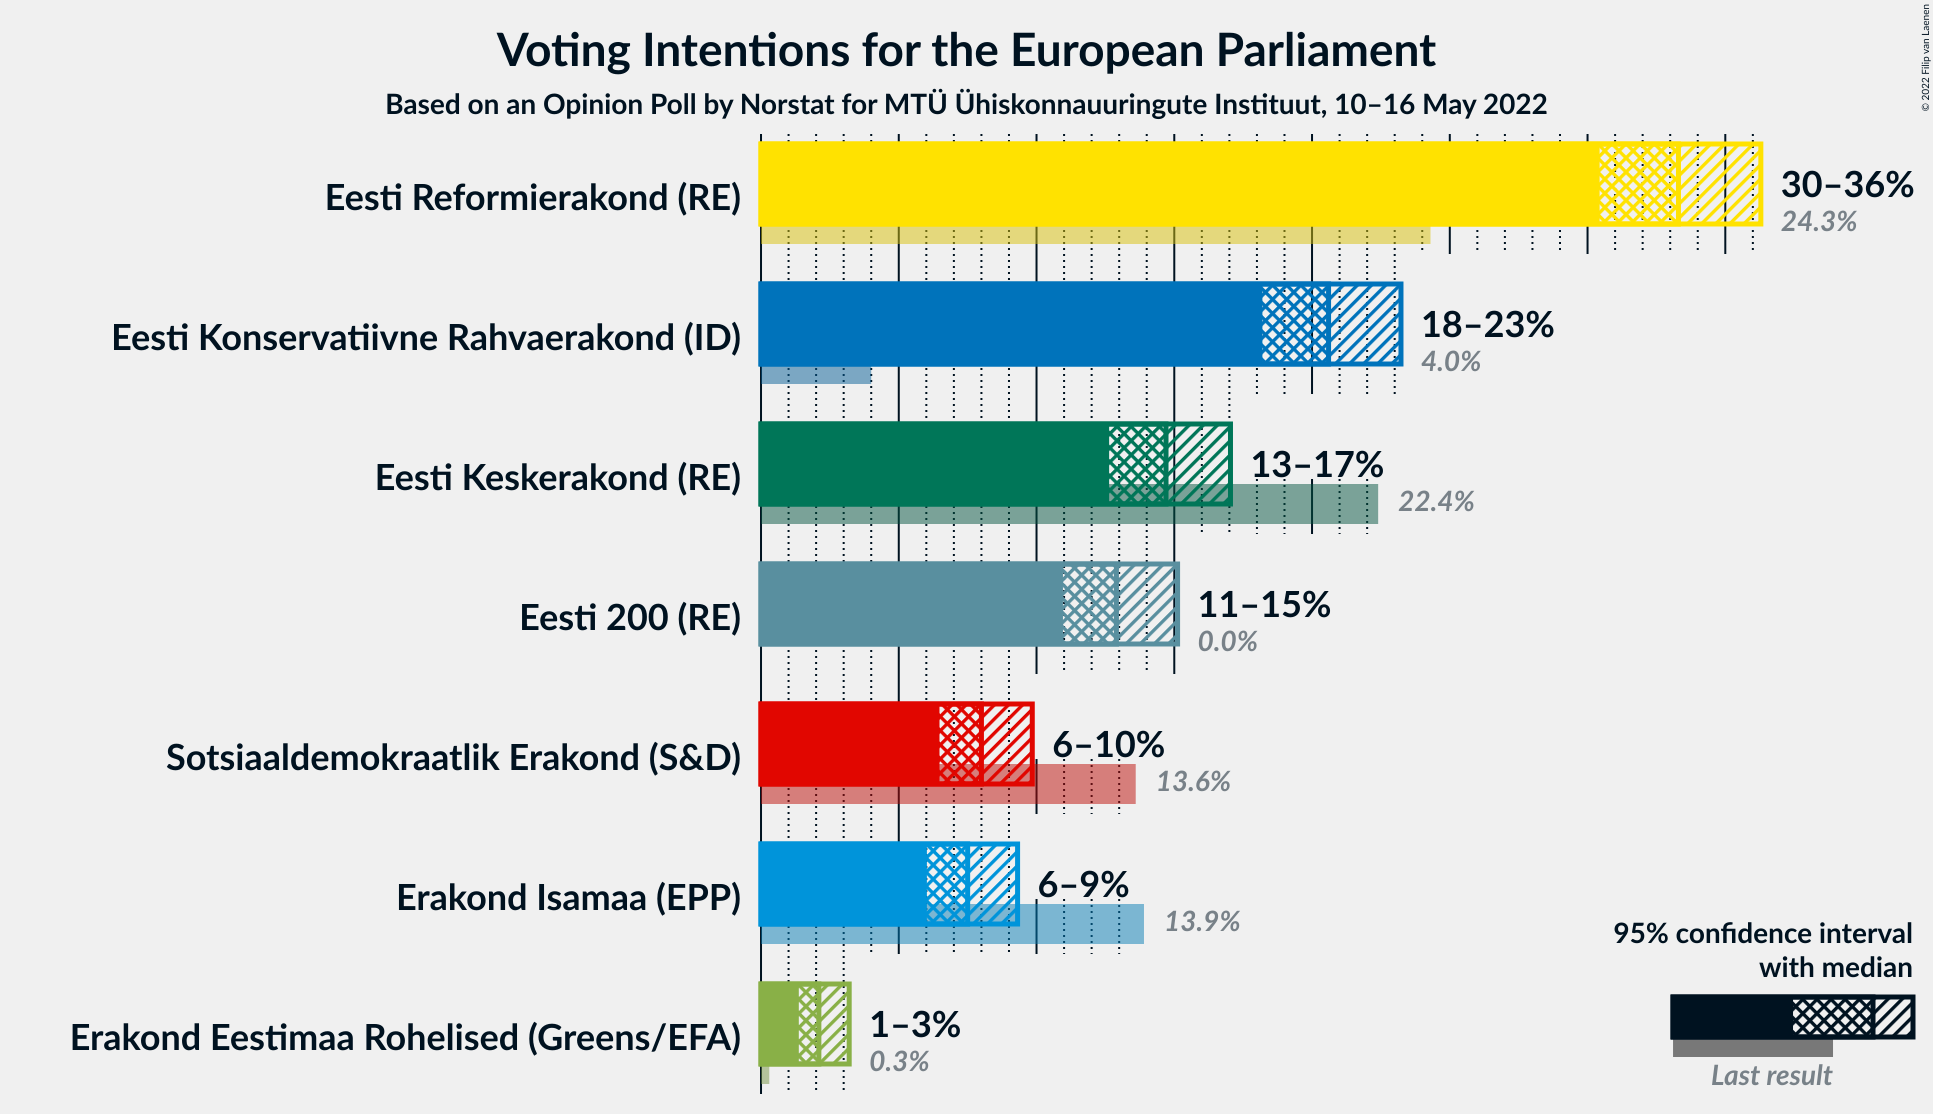 Voting Intentions for the European Parliament
Based on an Opinion Poll by Norstat for MTÜ Ühiskonnauuringute Instituut, 10–16 May 2022
© 2022 Filip van Laenen
Eesti Reformierakond (RE)
30–36%
24.3%
Eesti Konservatiivne Rahvaerakond (ID)
18–23%
4.0%
Eesti Keskerakond (RE)
13–17%
22.4%
Eesti 200 (RE)
11–15%
0.0%
Sotsiaaldemokraatlik Erakond (S&D)
6–10%
13.6%
Erakond Isamaa (EPP)
6–9%
13.9%
Erakond Eestimaa Rohelised (Greens/EFA)
1–3%
0.3%
95% confidence interval
with median
Last result